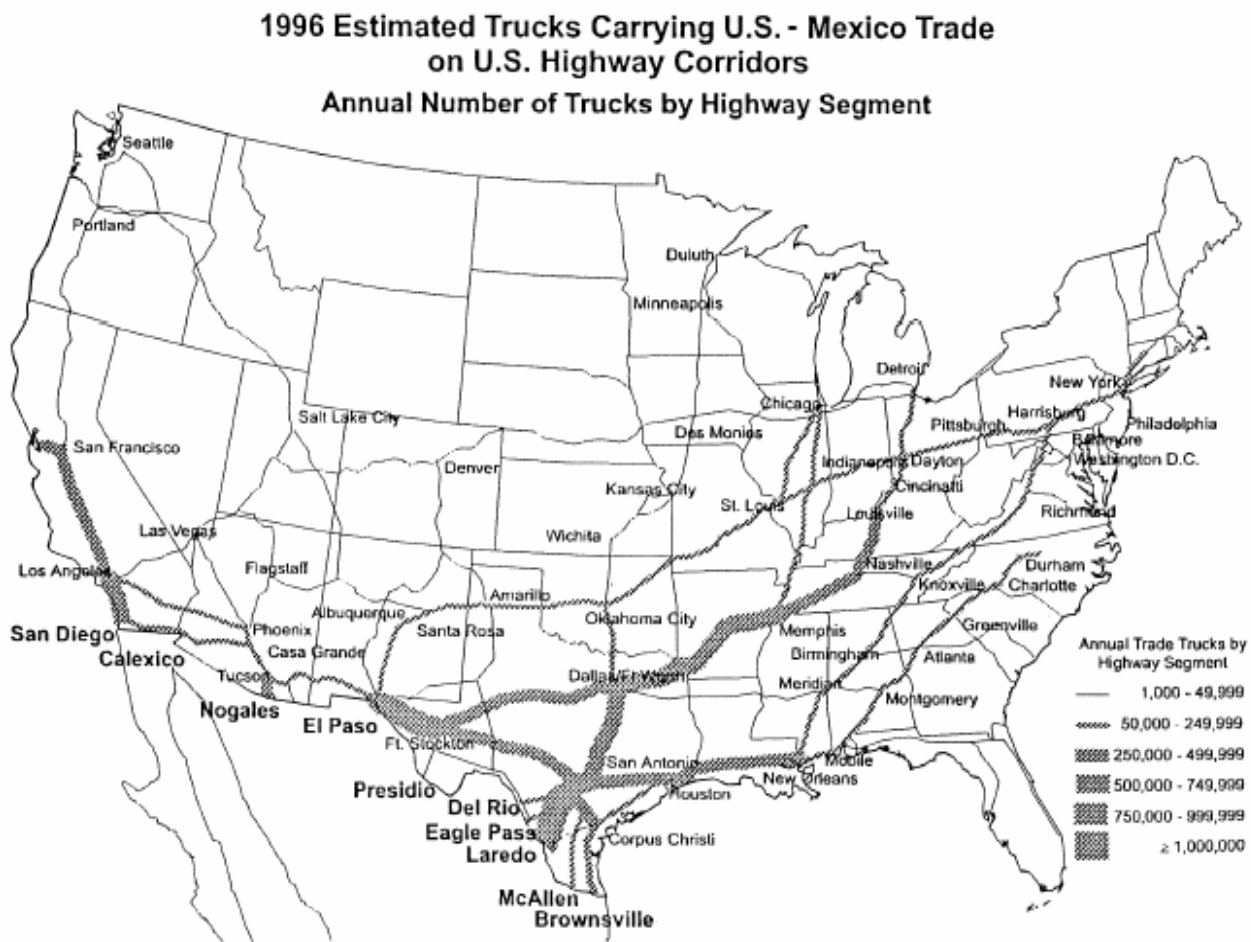 1996 Estimated Trucks Carrying U.S. - Mexico Trade
on U.S. Highway Corridors
Annual Number of Trucks by Highway Segment
Seattle
Portland
Duluth
Minneapolis
Detroit
New York
Chicago
Salt Lake City
Harrisburg
Pittsburgh
Philadelphia
Des Monies
San Francisco
Baltimore
Washington D.C.
Indianapolis
Dayton
Denver
Kansas City
Cincinatti
St. Louis
Louisville
Richmond
Las Vegas
Wichita
Los Angeles
Flagstaff
Nashville
Durham
Knoxville
Charlotte
Amarillo
Albuquerque
Oklahoma City
Santa Rosa
San Diego
Phoenix
Memphis
Greenville
Calexico
Casa Grande
Birmingham
Atlanta
Annual Trade Trucks by
Highway Segment
Tucson
Dallas/Ft Worth
Meridian
1,000 - 49,999
Nogales
Montgomery
El Paso
50,000 - 249,999
Ft. Stockton
250,000 - 499,999
San Antonio
Mobile
New Orleans
500,000 - 749,999
Presidio
Houston
Del Rio
750,000 - 999,999
Eagle Pass
Corpus Christi
Laredo
≥ 1,000,000
McAllen
Brownsville